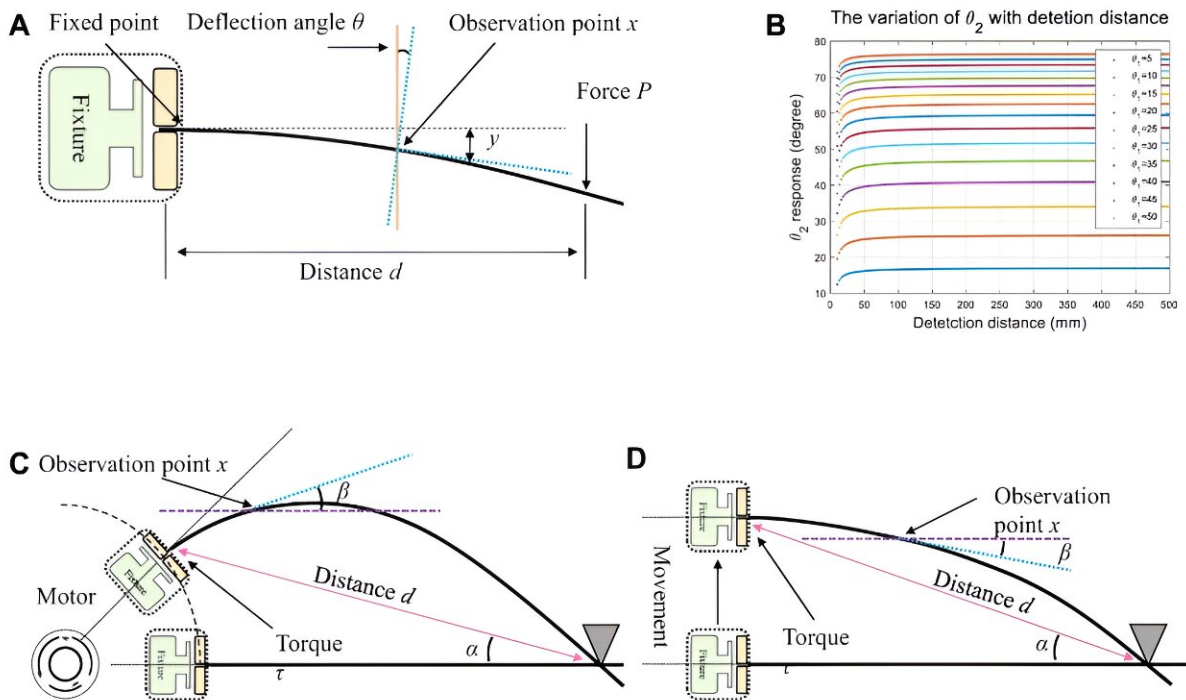 A
Fixed point
Deflection angle θ
Observation point x
Force P
Fixture
y
Distance d
B
The variation of θ2 with detetion distance
θ2 response (degree)
80
70
60
50
40
30
20
10
0
50
100
150
200
250
300
350
400
450
500
Detetction distance (mm)
θ1=5
θ1=10
θ1=15
θ1=20
θ1=25
θ1=30
θ1=35
θ1=40
θ1=45
θ1=50
C
Observation point x
β
Fixture
Motor
Distance d
Torque
τ
α
Fixture
D
Fixture
Observation
point x
β
Movement
Distance d
Torque
τ
α
Fixture